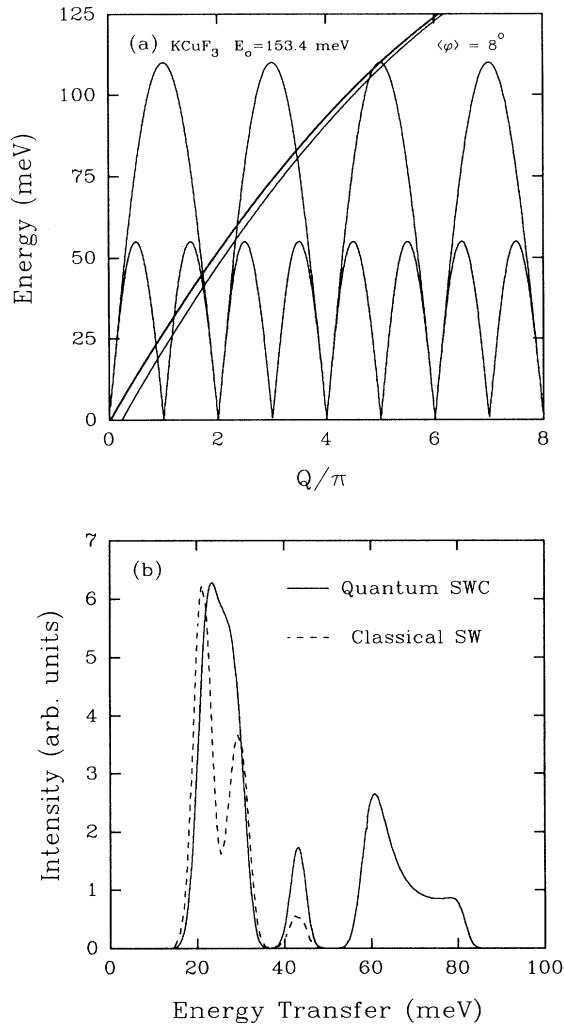 125
100
75
50
25
0
Energy (meV)
(a) KCuF₃ E₀=153.4 meV ⟨φ⟩ = 8°
0 2 4 6 8
Q/π
7
6
5
4
3
2
1
0
Intensity (arb. units)
(b)
Quantum SWC
Classical SW
0 20 40 60 80 100
Energy Transfer (meV)